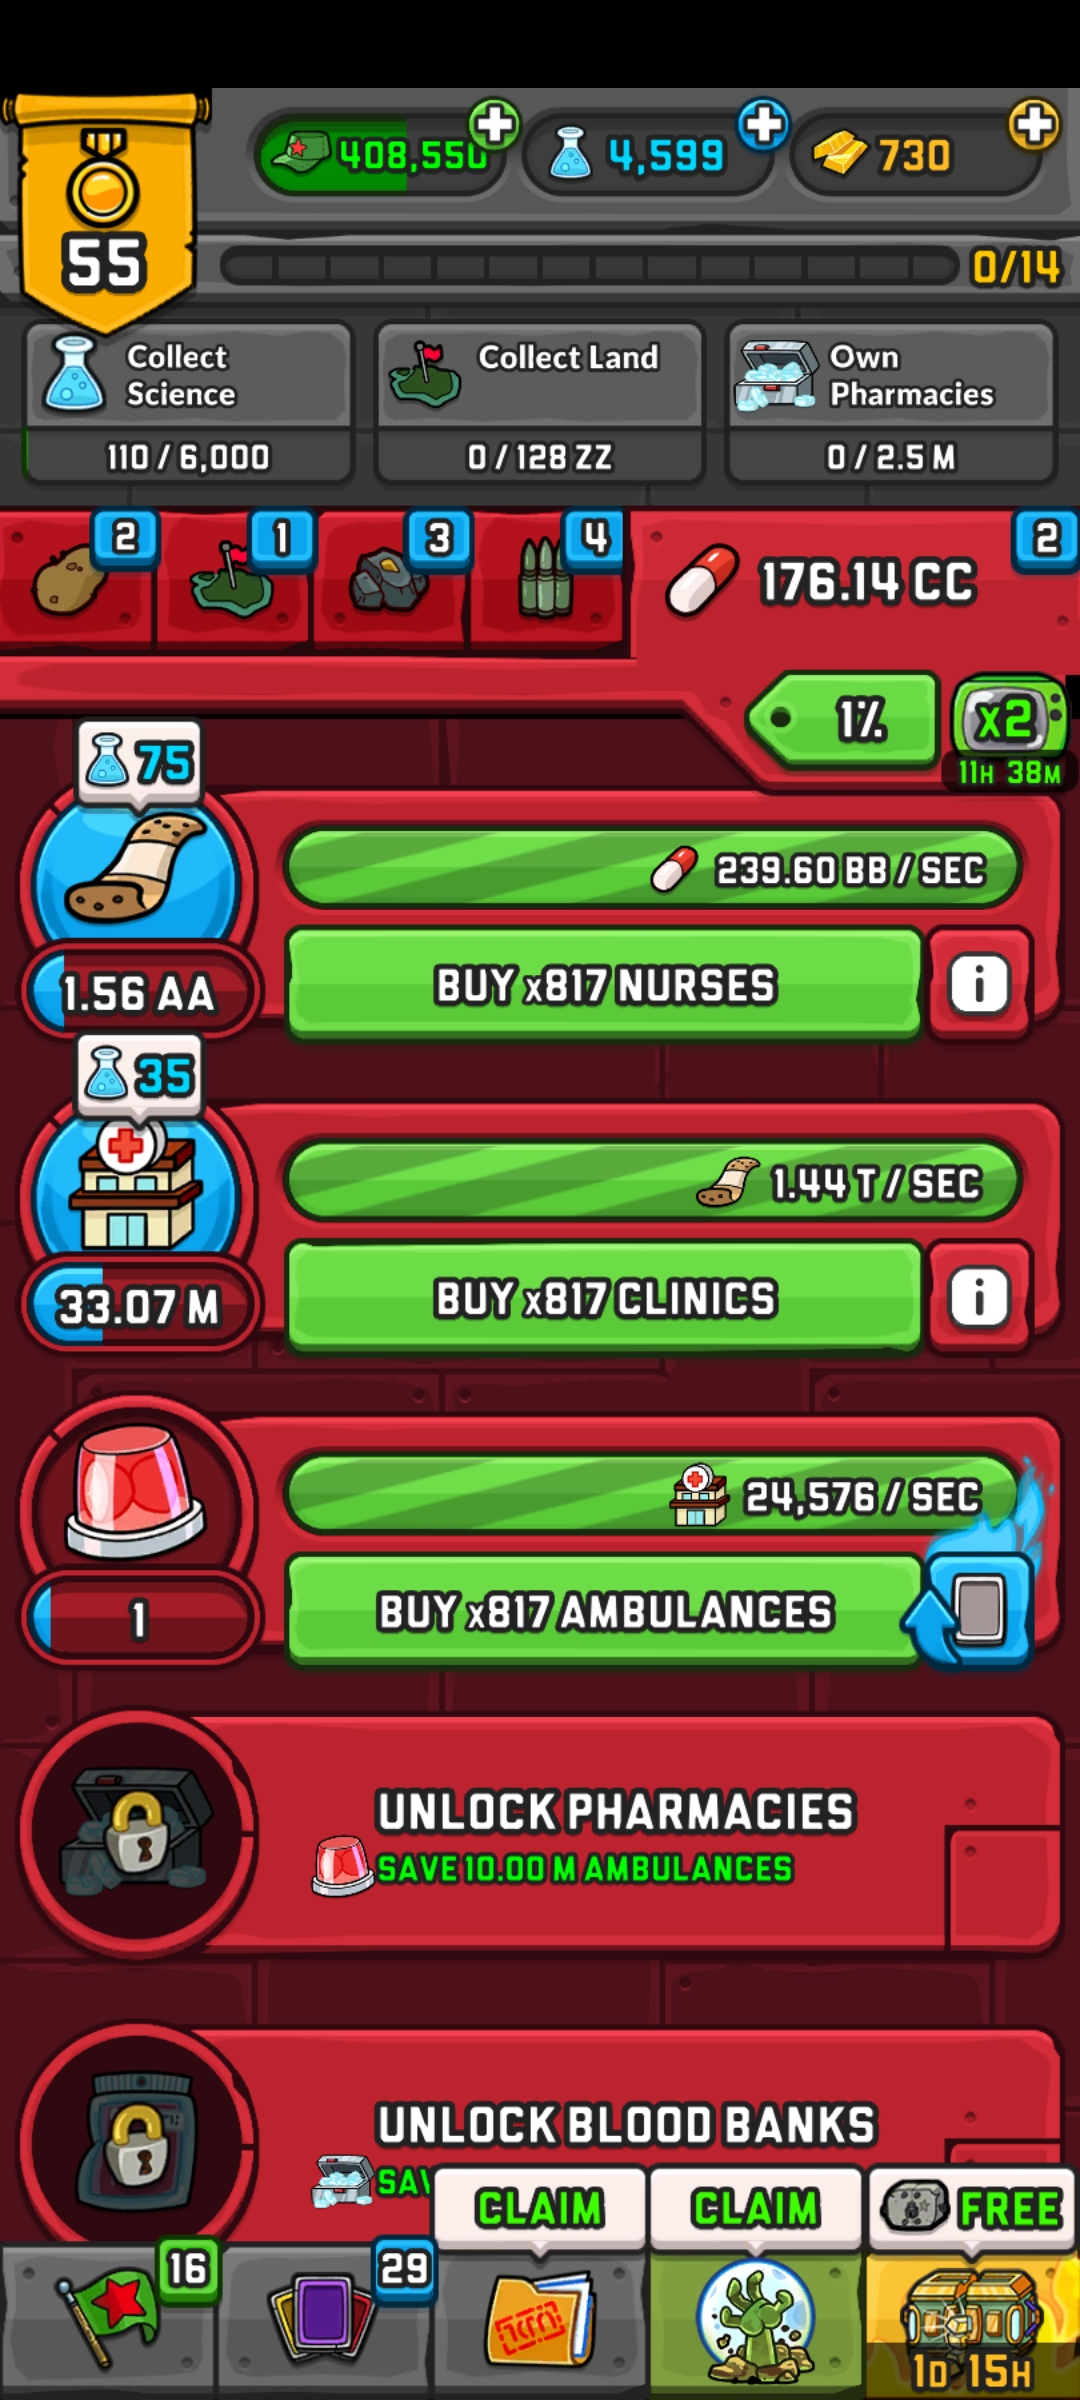 408,550
4,599
730
55
0/14
Collect
Science
110 / 6,000
Collect Land
0 / 128 ZZ
Own
Pharmacies
0 / 2.5 M
2
1
3
4
176.14 CC
2
1%
x2
11H 38M
75
239.60 BB / SEC
1.56 AA
BUY x817 NURSES
i
35
1.44 T / SEC
33.07 M
BUY x817 CLINICS
i
24,576 / SEC
1
BUY x817 AMBULANCES
UNLOCK PHARMACIES
SAVE 10.00 M AMBULANCES
UNLOCK BLOOD BANKS
CLAIM
CLAIM
FREE
16
29
1D 15H